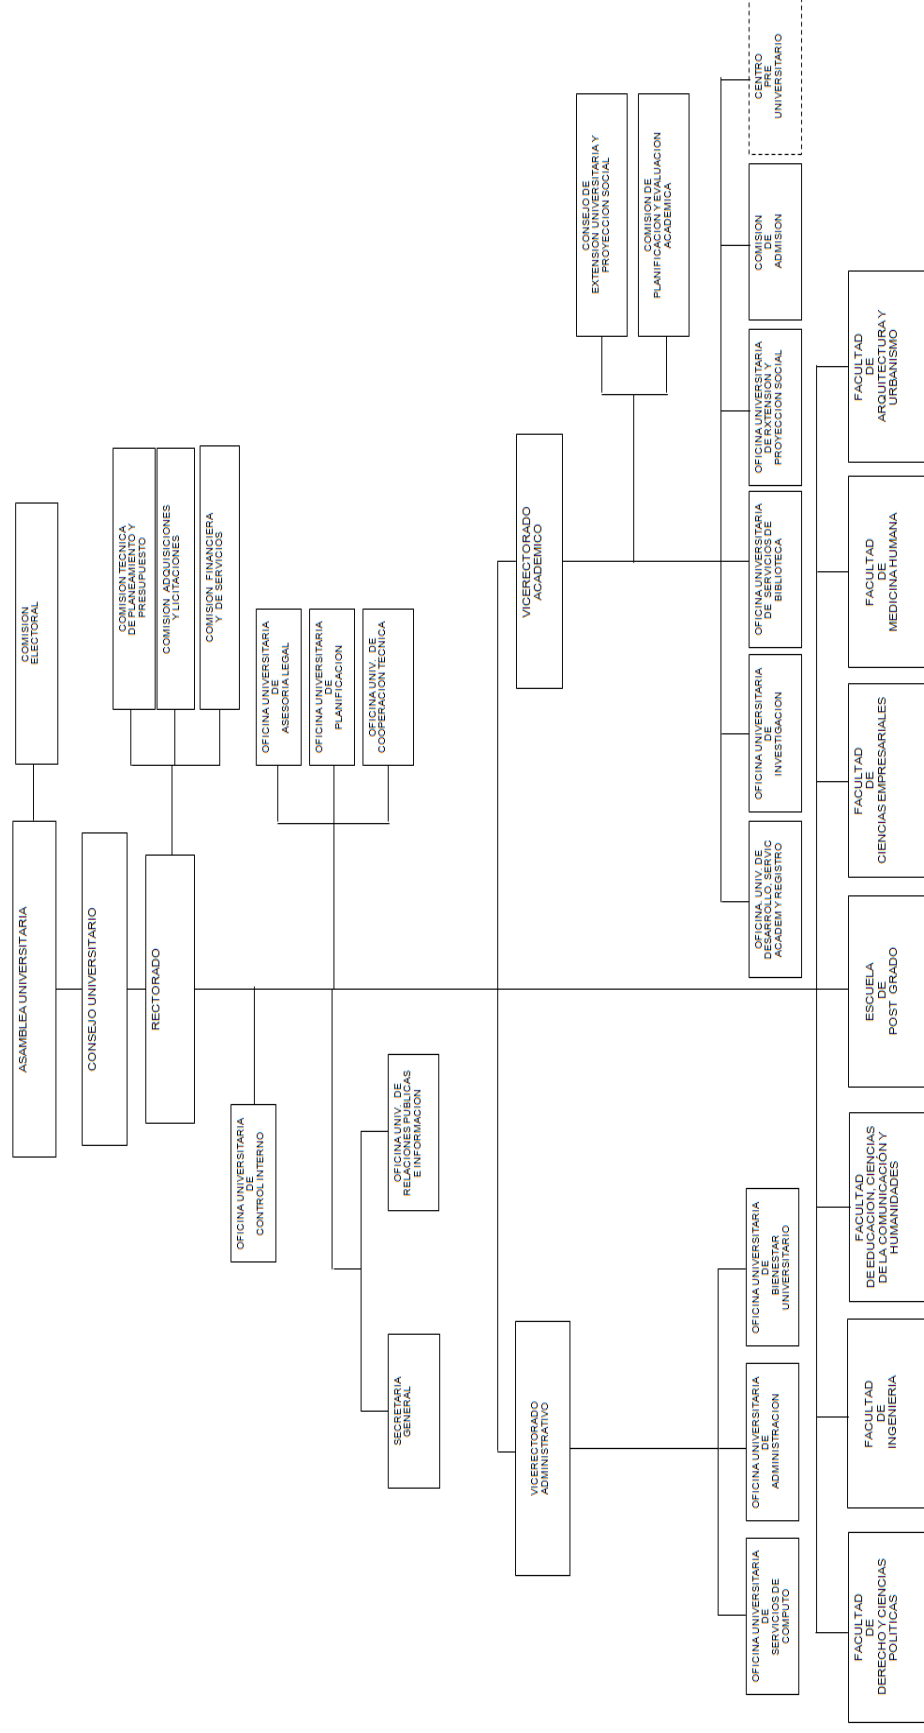 ASAMBLEA UNIVERSITARIA
COMISION
ELECTORAL
CONSEJO UNIVERSITARIO
RECTORADO
COMISION TECNICA
DE PLANEAMIENTO Y
PRESUPUESTO
COMISION ADQUISICIONES
Y LICITACIONES
COMISION FINANCIERA
Y DE SERVICIOS
OFICINA UNIVERSITARIA
DE
CONTROL INTERNO
OFICINA UNIVERSITARIA
DE
ASESORIA LEGAL
OFICINA UNIVERSITARIA
DE
PLANIFICACION
OFICINA UNIV. DE
COOPERACION TECNICA
SECRETARIA
GENERAL
OFICINA UNIV. DE
RELACIONES PUBLICAS
E INFORMACION
VICERECTORADO
ADMINISTRATIVO
VICERECTORADO
ACADEMICO
CONSEJO DE
EXTENSION UNIVERSITARIA Y
PROYECCION SOCIAL
COMISION DE
PLANIFICACION Y EVALUACION
ACADEMICA
OFICINA UNIVERSITARIA
DE
SERVICIOS DE
COMPUTO
OFICINA UNIVERSITARIA
DE
ADMINISTRACION
OFICINA UNIVERSITARIA
DE
BIENESTAR
UNIVERSITARIO
OFICINA. UNIV. DE
DESARROLLO. SERVIC
ACADEM Y REGISTRO
OFICINA UNIVERSITARIA
DE
INVESTIGACION
OFICINA UNIVERSITARIA
DE SERVICIOS DE
BIBLIOTECA
OFICINA UNIVERSITARIA
DE RXTENSION Y
PROYECCION SOCIAL
COMISION
DE
ADMISION
CENTRO
PRE
UNIVERSITARIO
FACULTAD
DE
DERECHO Y CIENCIAS
POLITICAS
FACULTAD
DE
INGENIERIA
FACULTAD
DE EDUCACION, CIENCIAS
DE LA COMUNICACIÓN Y
HUMANIDADES
ESCUELA
DE
POST GRADO
FACULTAD
DE
CIENCIAS EMPRESARIALES
FACULTAD
DE
MEDICINA HUMANA
FACULTAD
DE
ARQUITECTURA Y
URBANISMO